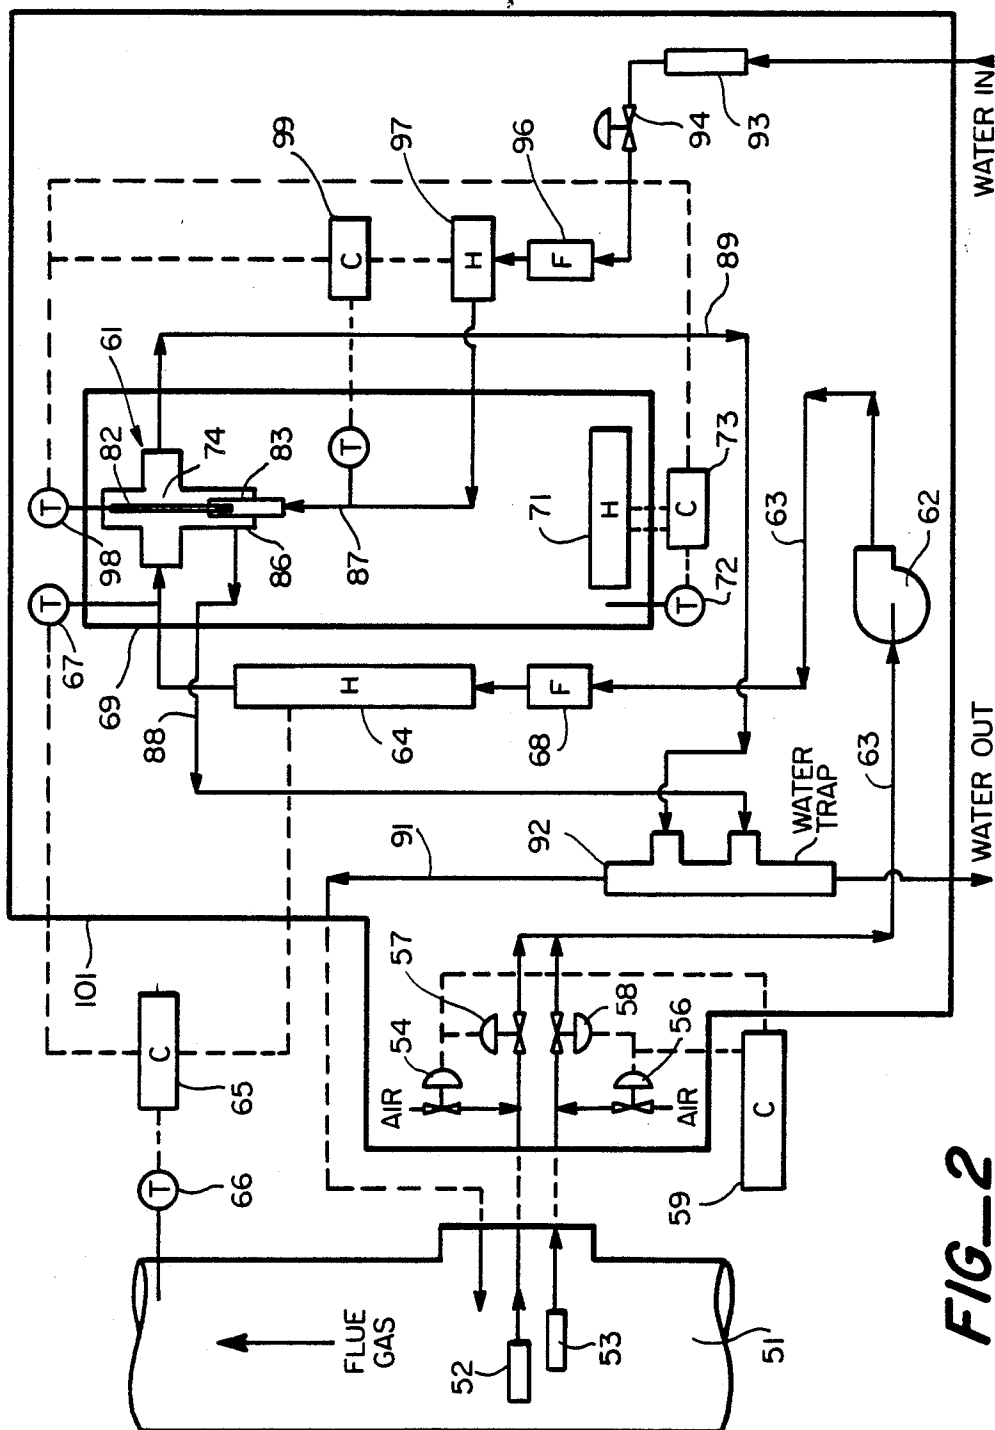 WATER IN
93
94
96
97
99
C
H
F
89
61
82
74
83
T
98
86
87
T
71
H
73
C
T
72
63
62
T
67
69
88
64
H
68
F
WATER OUT
63
WATER
TRAP
92
91
101
57
54
58
56
AIR
AIR
C
65
T
66
C
59
FLUE
GAS
52
53
51
FIG_2